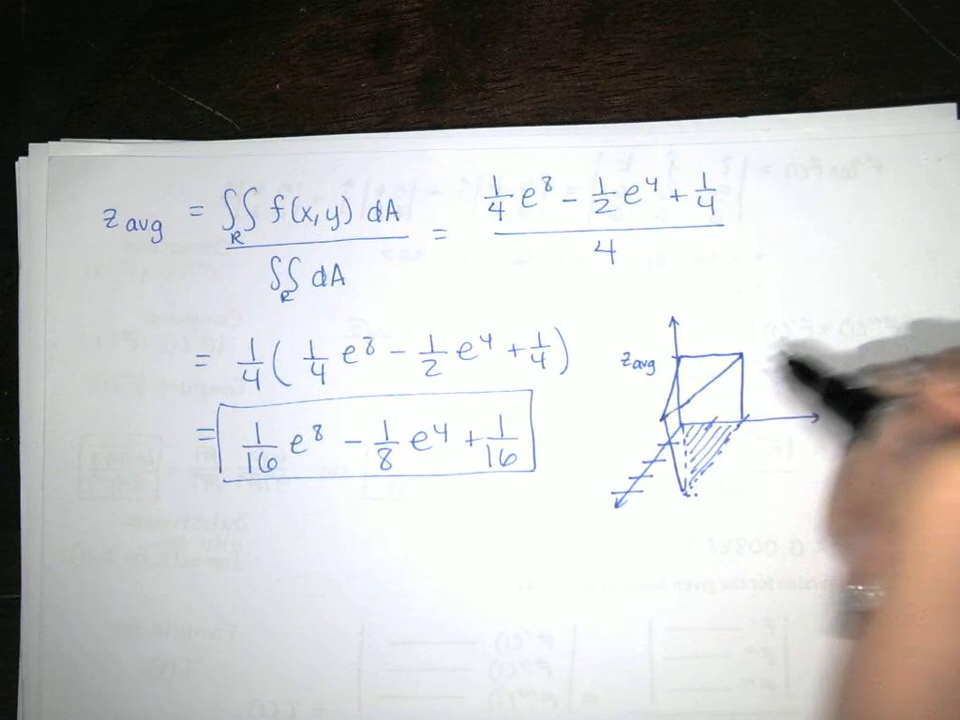 z avg = ∬_R f(x,y) dA / ∬_R dA = (1/4 e^8 − 1/2 e^4 + 1/4) / 4
= 1/4 ( 1/4 e^8 − 1/2 e^4 + 1/4 )
z avg
= 1/16 e^8 − 1/8 e^4 + 1/16